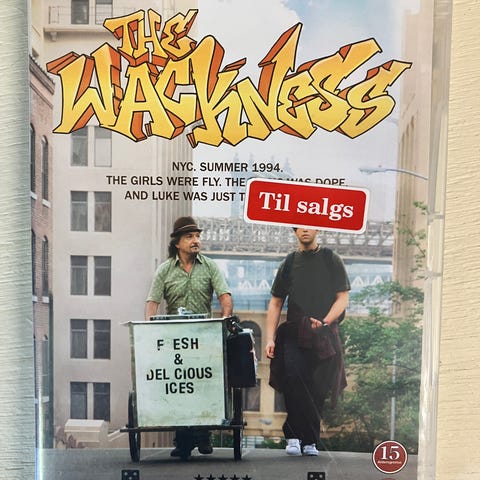 THE
WACKNESS
NYC. SUMMER 1994.
THE GIRLS WERE FLY. THE WAS DOPE.
AND LUKE WAS JUST
Til salgs
F ESH
&
DEL CIOUS
ICES
15